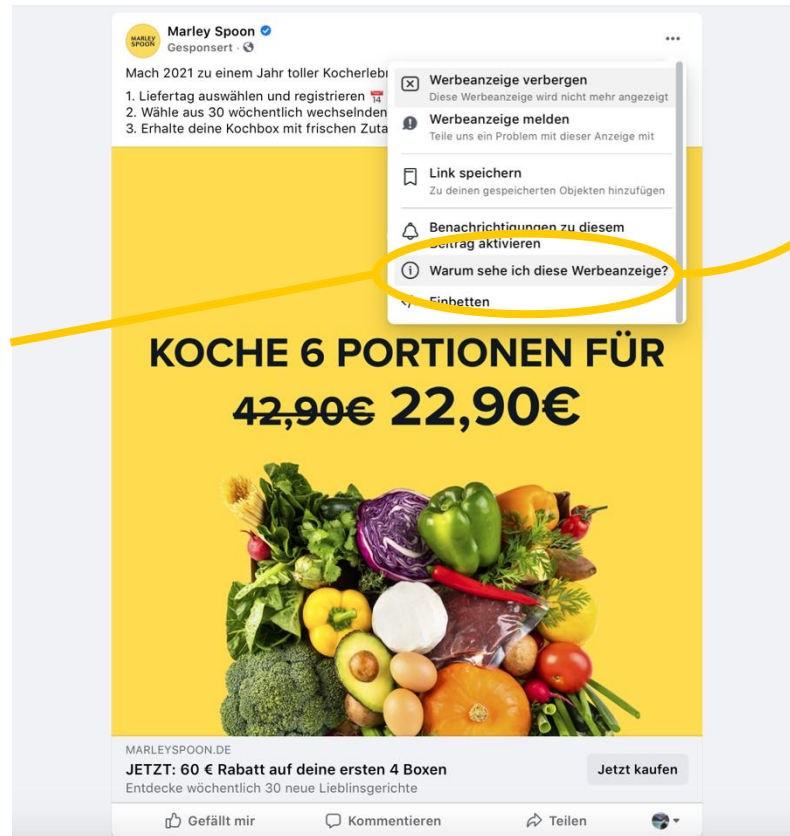 MARLEY
SPOON
Marley Spoon
Gesponsert ·
Mach 2021 zu einem Jahr toller
1. Liefertag auswählen und registrieren 📅
2. Wähle aus 30 wöchentlich wechselnden
3. Erhalte deine Kochbox mit frischen
Werbeanzeige verbergen
Diese Werbeanzeige wird nicht mehr angezeigt
Werbeanzeige melden
Teile uns ein Problem mit dieser Anzeige mit
Link speichern
Zu deinen gespeicherten Objekten hinzufügen
Benachrichtigungen zu diesem
Beitrag aktivieren
Warum sehe ich diese Werbeanzeige?
Einbetten
KOCHE 6 PORTIONEN FÜR
42,90€ 22,90€
MARLEYSPOON.DE
JETZT: 60 € Rabatt auf deine ersten 4 Boxen
Entdecke wöchentlich 30 neue Lieblinsgerichte
Jetzt kaufen
Gefällt mir
Kommentieren
Teilen